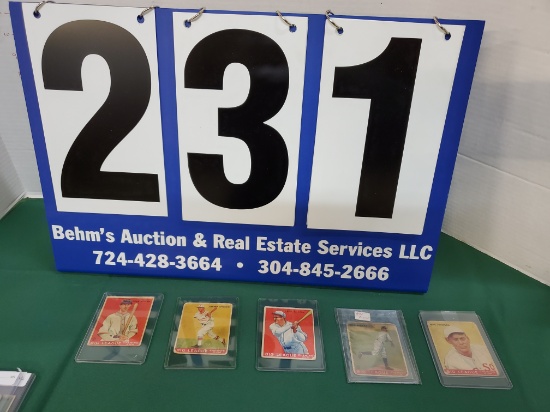 231
Behm's Auction & Real Estate Services LLC
724-428-3664 • 304-845-2666